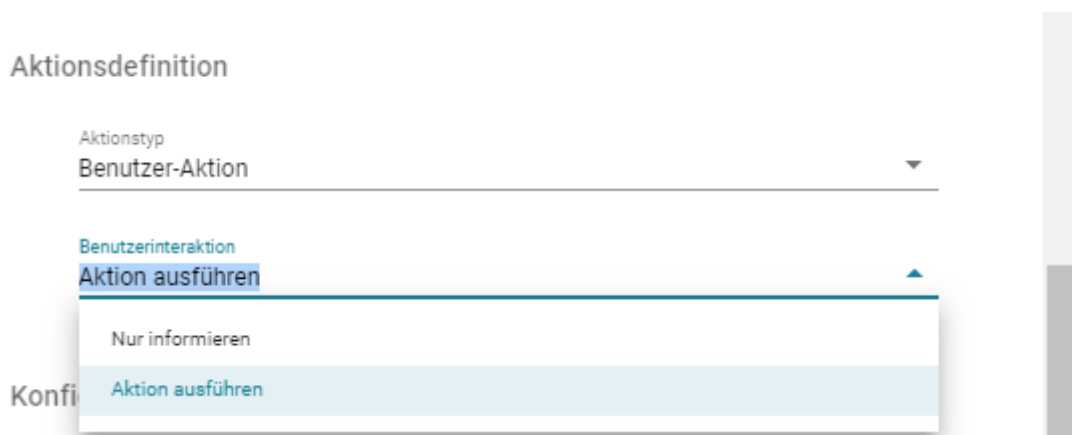 Aktionsdefinition
Aktionstyp
Benutzer-Aktion
Benutzerinteraktion
Aktion ausführen
Nur informieren
Aktion ausführen
Konfi